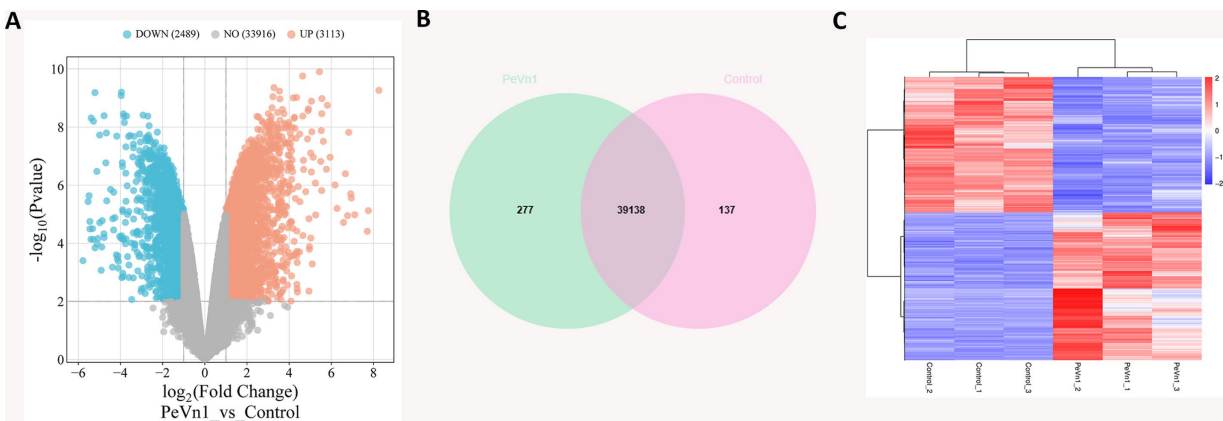 A
DOWN (2489) NO (33916) UP (3113)
10
8
6
4
2
0
-log10(Pvalue)
−6 −4 −2 0 2 4 6 8
log2(Fold Change)
PeVn1_vs_Control
B
PeVn1 Control
277 39138 137
C
2
1
0
−1
−2
Control_2 Control_1 Control_3 PeVn1_2 PeVn1_1 PeVn1_3